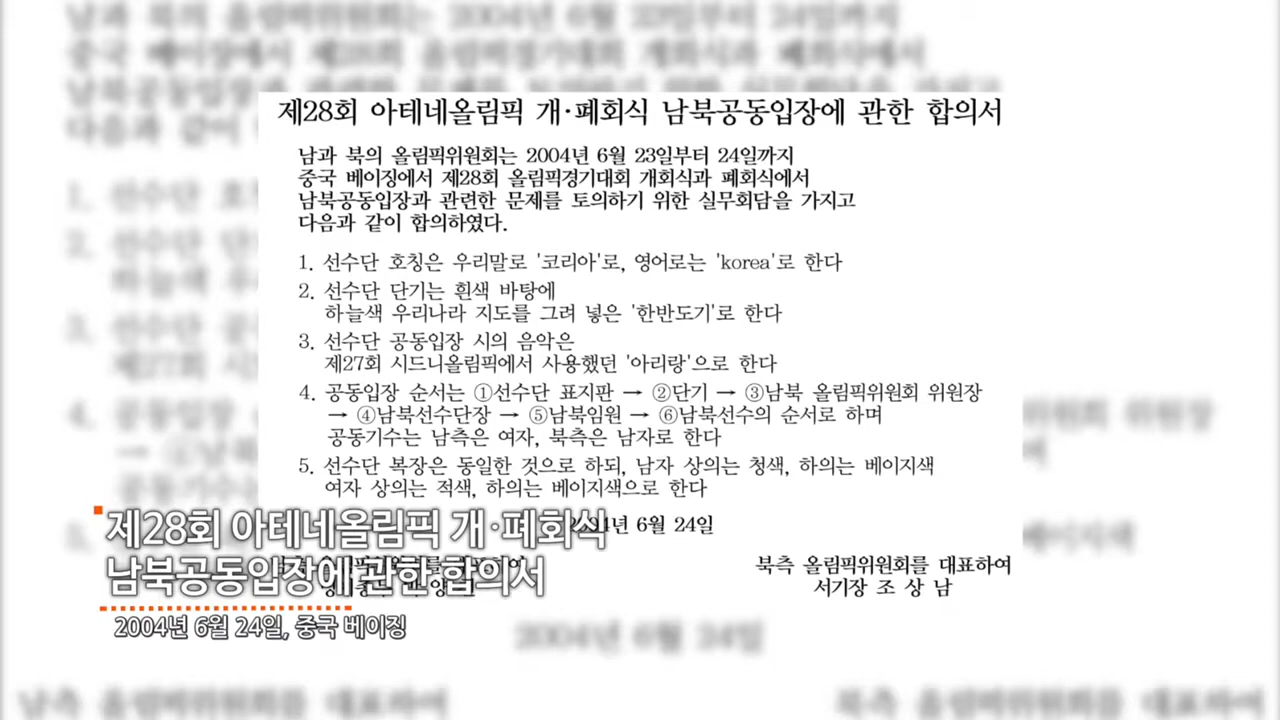 제28회 아테네올림픽 개·폐회식 남북공동입장에 관한 합의서
남과 북의 올림픽위원회는 2004년 6월 23일부터 24일까지
중국 베이징에서 제28회 올림픽경기대회 개회식과 폐회식에서
남북공동입장과 관련한 문제를 토의하기 위한 실무회담을 가지고
다음과 같이 합의하였다.
1. 선수단 호칭은 우리말로 '코리아'로, 영어로는 'korea'로 한다
2. 선수단 단기는 흰색 바탕에
하늘색 우리나라 지도를 그려 넣은 '한반도기'로 한다
3. 선수단 공동입장 시의 음악은
제27회 시드니올림픽에서 사용했던 '아리랑'으로 한다
4. 공동입장 순서는 ①선수단 표지판 → ②단기 → ③남북 올림픽위원회 위원장
→ ④남북선수단장 → ⑤남북임원 → ⑥남북선수의 순서로 하며
공동기수는 남측은 여자, 북측은 남자로 한다
5. 선수단 복장은 동일한 것으로 하되, 남자 상의는 청색, 하의는 베이지색
여자 상의는 적색, 하의는 베이지색으로 한다
2004년 6월 24일
북측 올림픽위원회를 대표하여
서기장 조 상 남
제28회 아테네올림픽 개·폐회식
남북공동입장에 관한 합의서
2004년 6월 24일, 중국 베이징